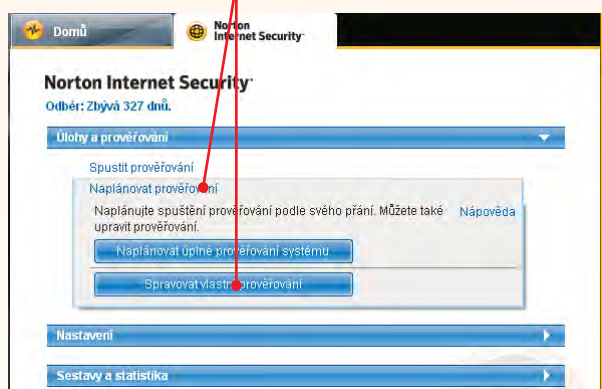 Domů
Norton
Internet Security
Norton Internet Security
Odběr: Zbývá 327 dnů.
Úlohy a prověřování
Spustit prověřování
Naplánovat prověřování
Naplánujte spuštění prověřování podle svého přání. Můžete také
upravit prověřování.
Nápověda
Naplánovat úplné prověřování systému
Spravovat vlastní prověřování
Nastavení
Sestavy a statistika